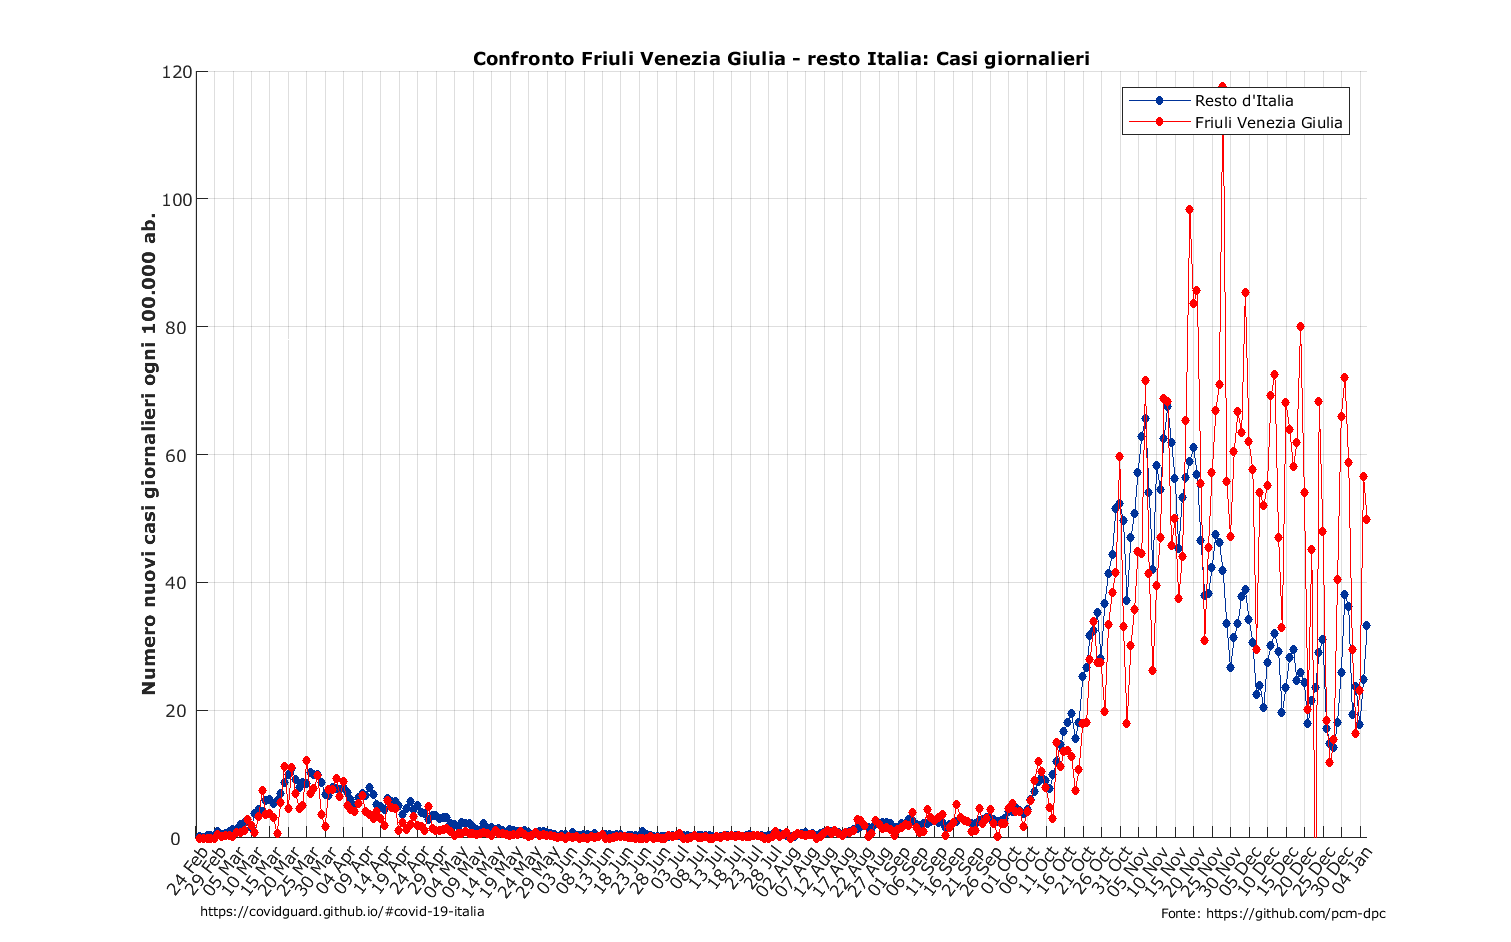 Confronto Friuli Venezia Giulia - resto Italia: Casi giornalieri
Resto d'Italia
Friuli Venezia Giulia
Numero nuovi casi giornalieri ogni 100.000 ab.
120
100
80
60
40
20
0
24 Feb
29 Feb
05 Mar
10 Mar
15 Mar
20 Mar
25 Mar
30 Mar
04 Apr
09 Apr
14 Apr
19 Apr
24 Apr
29 Apr
04 May
09 May
14 May
19 May
24 May
29 May
03 Jun
08 Jun
13 Jun
18 Jun
23 Jun
28 Jun
03 Jul
08 Jul
13 Jul
18 Jul
23 Jul
28 Jul
02 Aug
07 Aug
12 Aug
17 Aug
22 Aug
27 Aug
01 Sep
06 Sep
11 Sep
16 Sep
21 Sep
26 Sep
01 Oct
06 Oct
11 Oct
16 Oct
21 Oct
26 Oct
31 Oct
05 Nov
10 Nov
15 Nov
20 Nov
25 Nov
30 Nov
05 Dec
10 Dec
15 Dec
20 Dec
25 Dec
30 Dec
04 Jan
https://covidguard.github.io/#covid-19-italia
Fonte: https://github.com/pcm-dpc